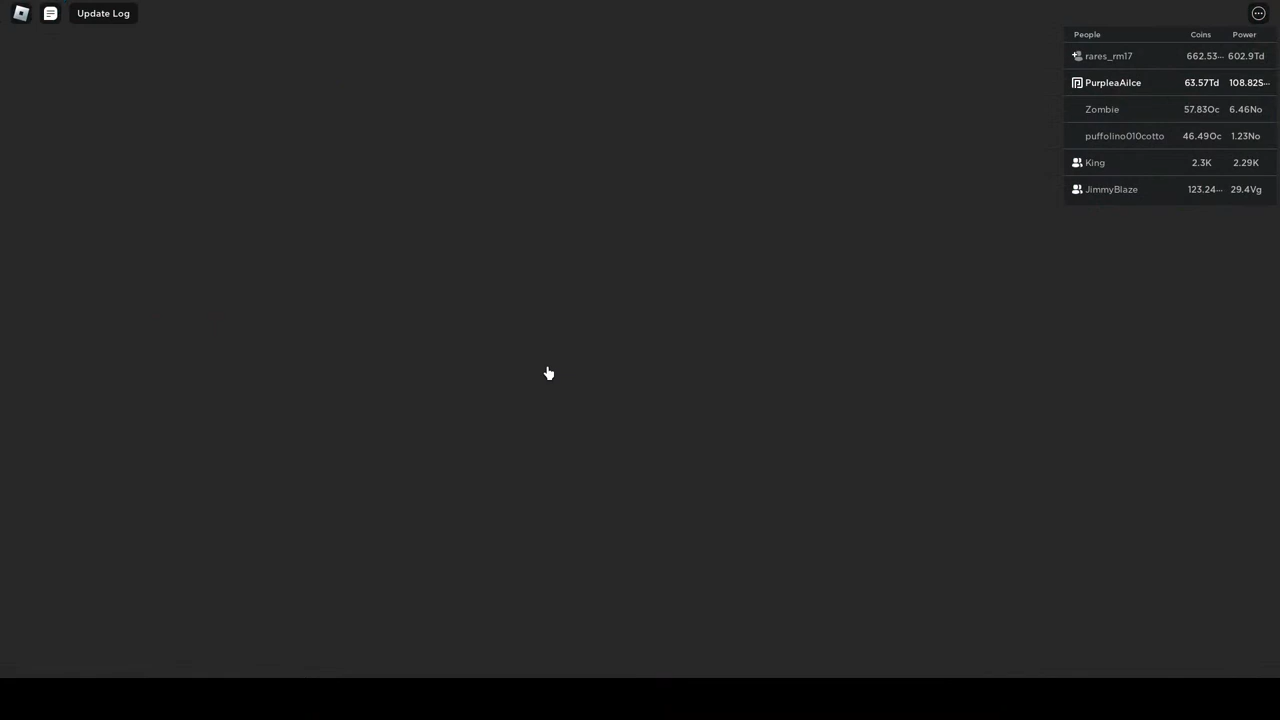 Update Log
People Coins Power
rares_rm17 662.53... 602.9Td
PurpleaAilce 63.57Td 108.82S...
Zombie 57.83Oc 6.46No
puffolino010cotto 46.49Oc 1.23No
King 2.3K 2.29K
JimmyBlaze 123.24... 29.4Vg